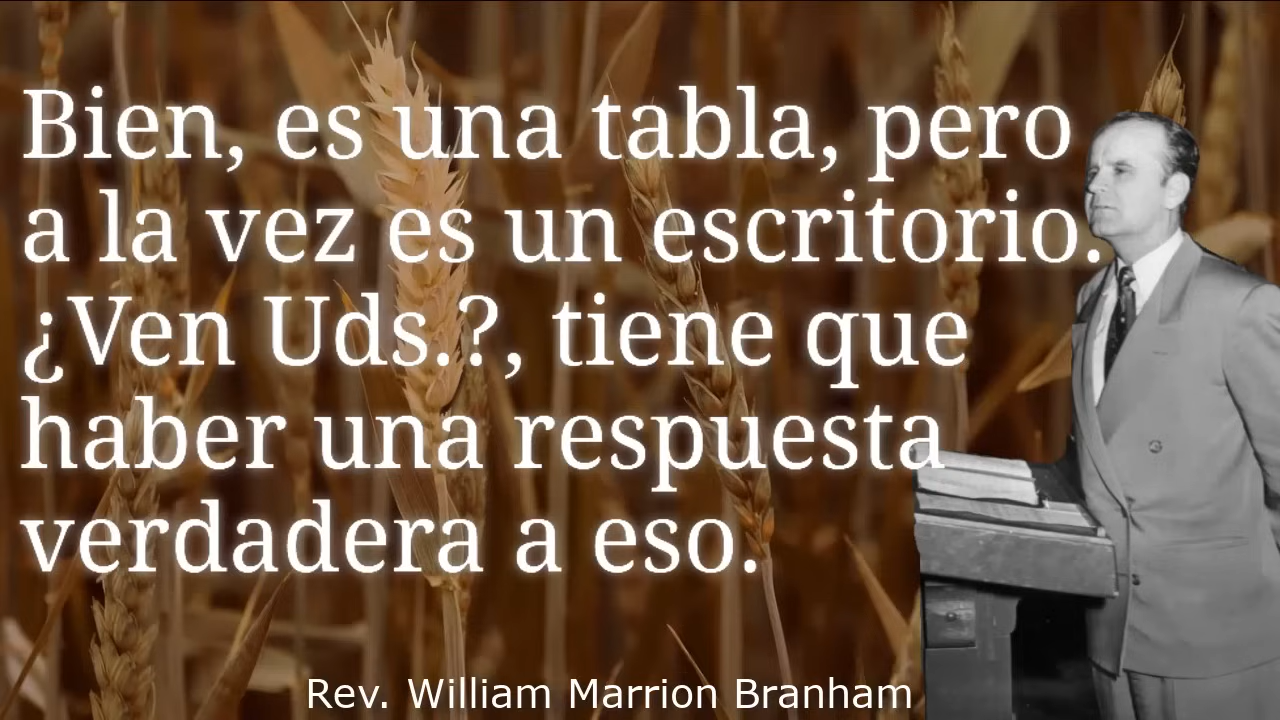 Bien, es una tabla, pero
a la vez es un escritorio.
¿Ven Uds.?, tiene que
haber una respuesta
verdadera a eso.
Rev. William Marrion Branham